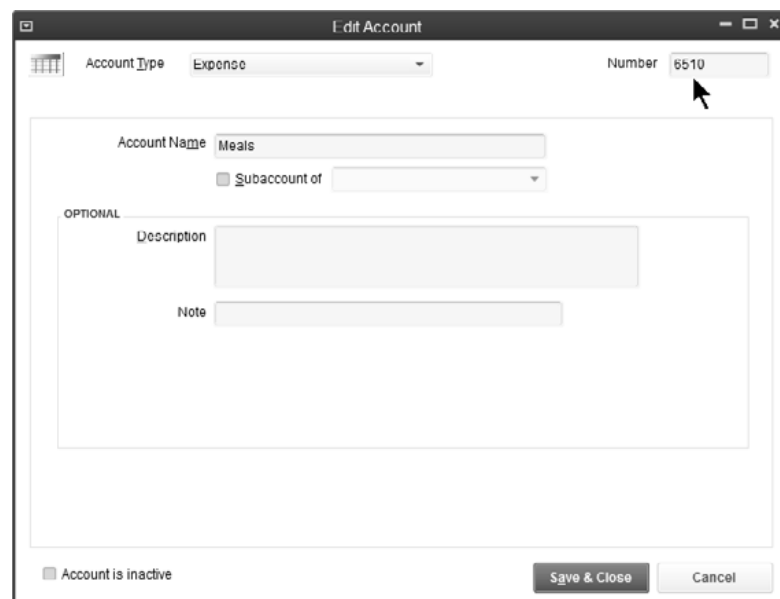 Edit Account
Account Type Expense Number 6510
Account Name Meals
Subaccount of
OPTIONAL
Description
Note
Account is inactive Save & Close Cancel